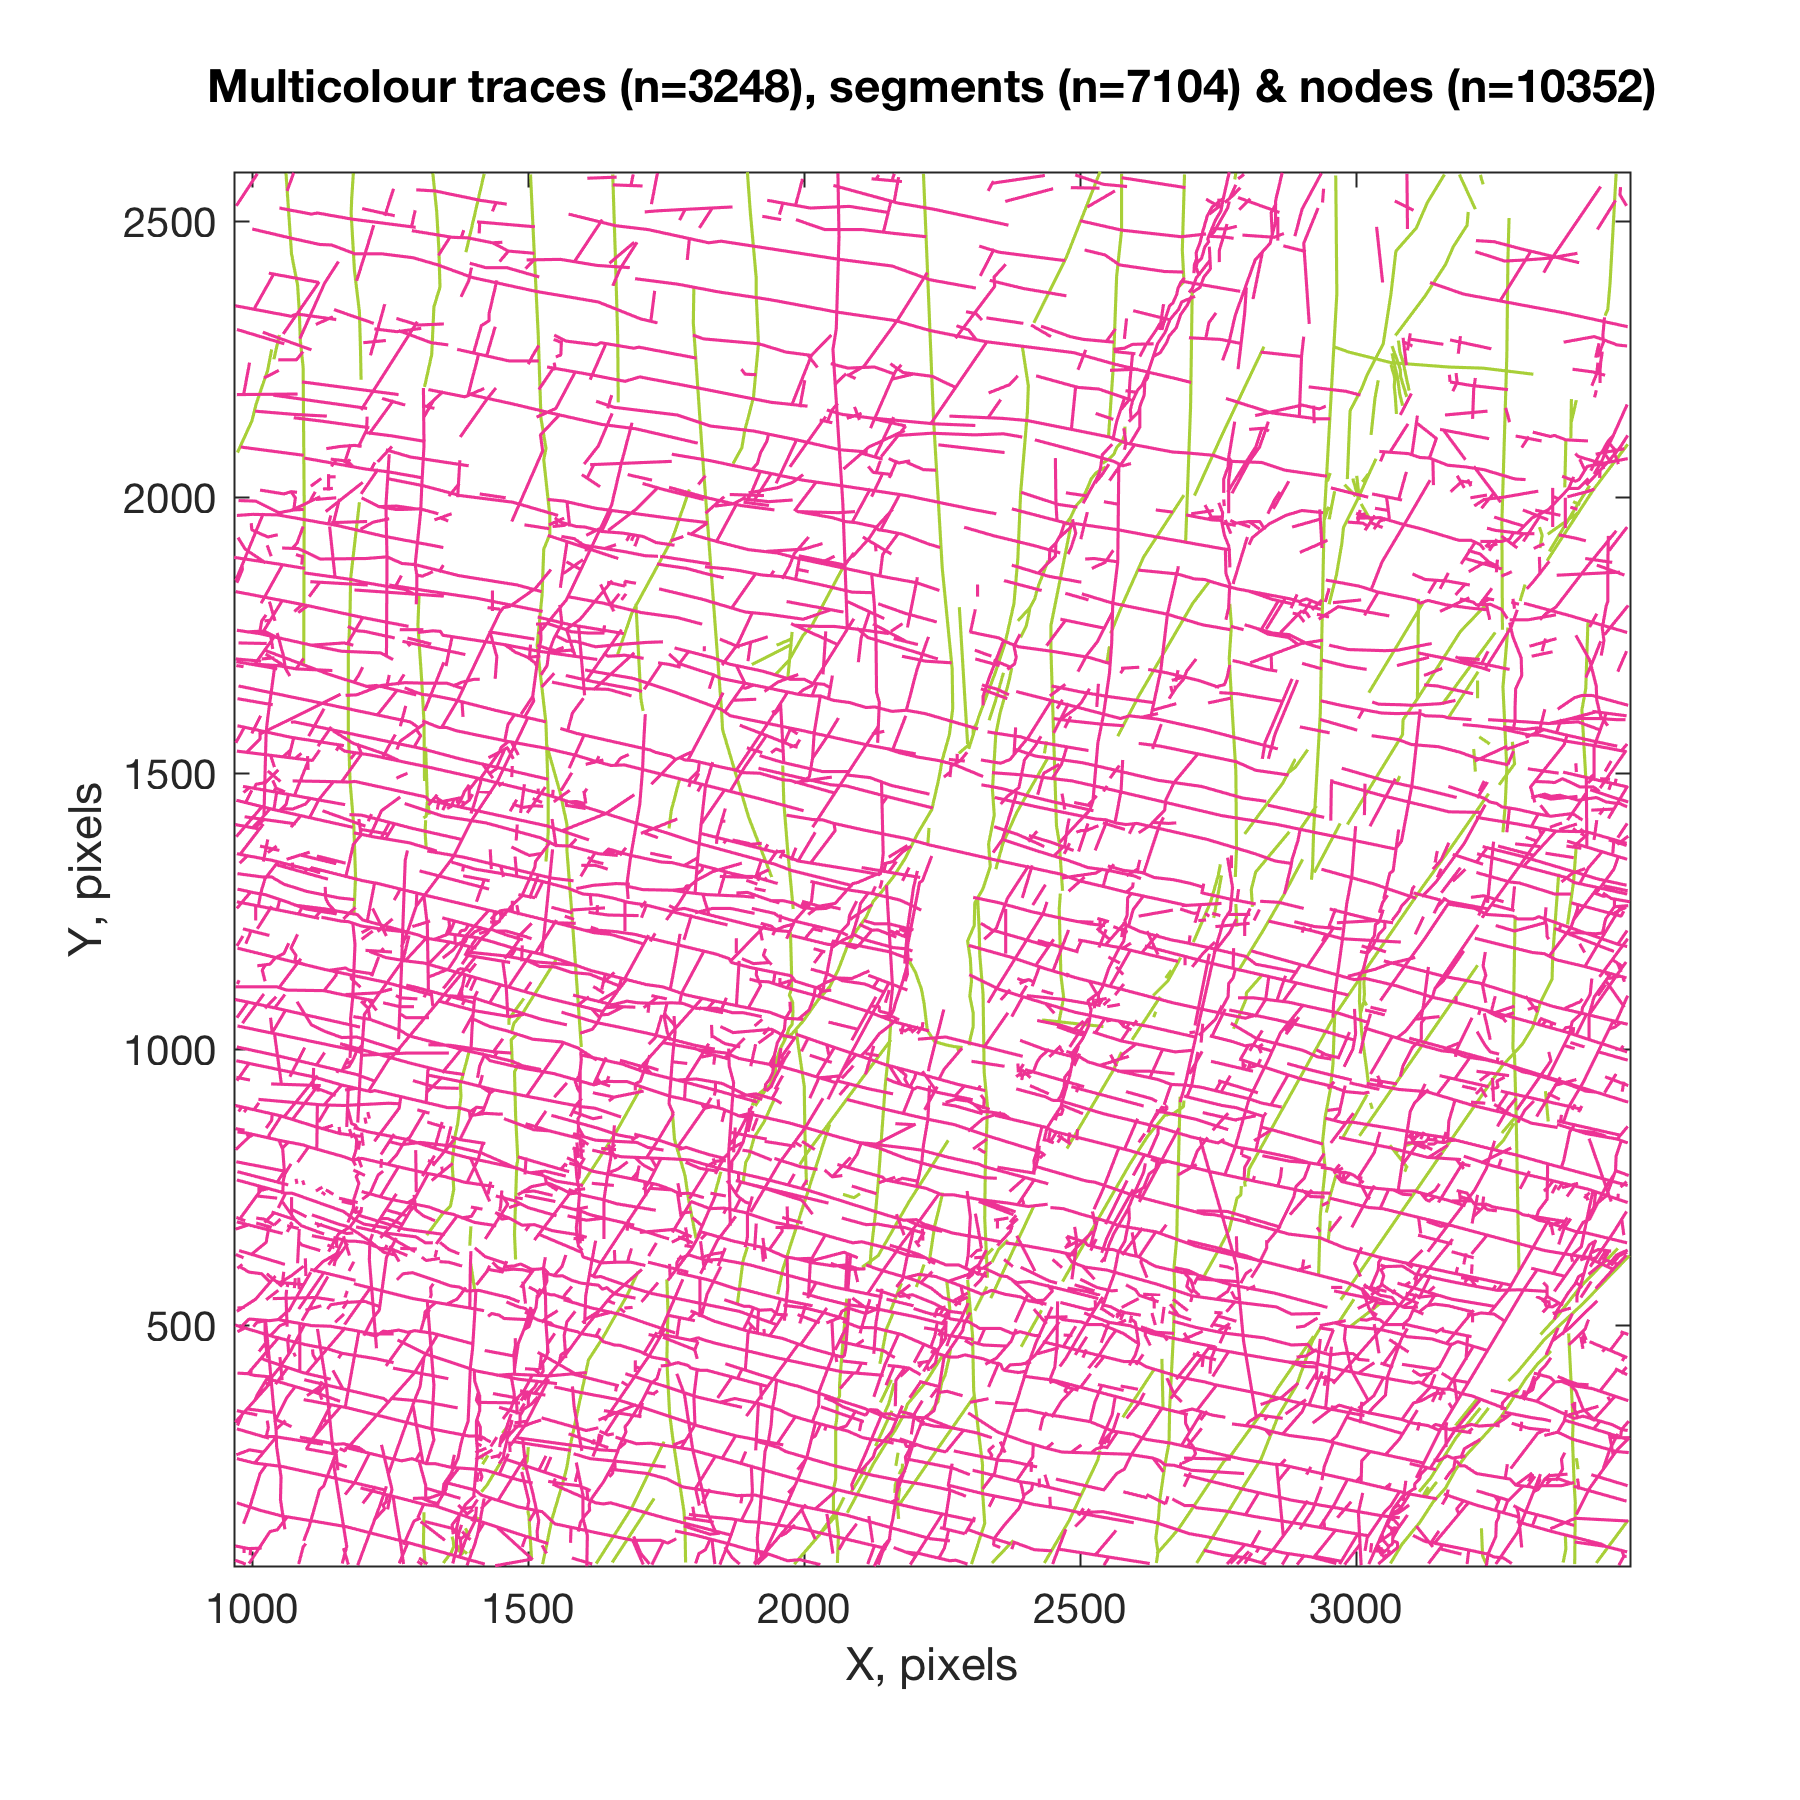 Multicolour traces (n=3248), segments (n=7104) & nodes (n=10352)
2500
2000
1500
1000
500
Y, pixels
1000 1500 2000 2500 3000
X, pixels